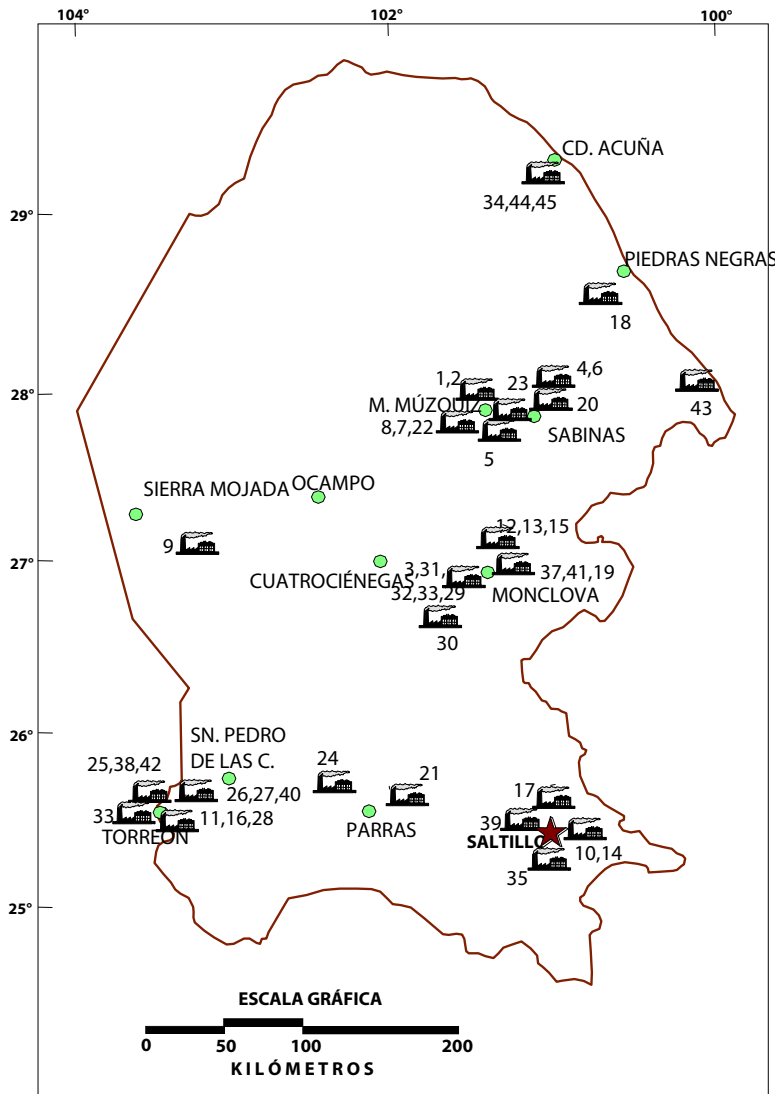 104°
102°
100°
CD. ACUÑA
29°
34,44,45
PIEDRAS NEGRAS
18
28°
1,2
23
4,6
M. MÚZQUIZ
20
43
8,7,22
SABINAS
5
SIERRA MOJADA
OCAMPO
9
12,13,15
27°
CUATROCIÉNEGAS
3,31,
37,41,19
32,33,29
MONCLOVA
30
26°
SN. PEDRO
DE LAS C.
25,38,42
24
21
26,27,40
17
33
11,16,28
39
TORREÓN
PARRAS
SALTILLO
10,14
35
25°
ESCALA GRÁFICA
0
50
100
200
KILÓMETROS